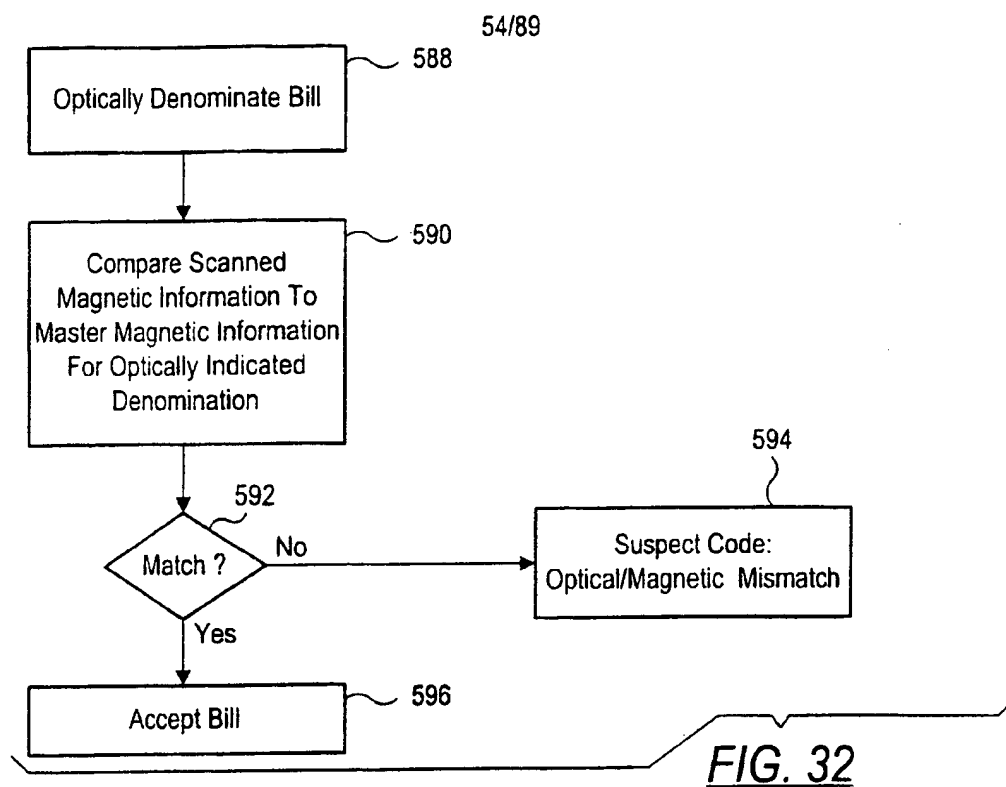 54/89
588
Optically Denominate Bill
590
Compare Scanned
Magnetic Information To
Master Magnetic Information
For Optically Indicated
Denomination
592
Match ?
No
594
Suspect Code:
Optical/Magnetic Mismatch
Yes
596
Accept Bill
FIG. 32